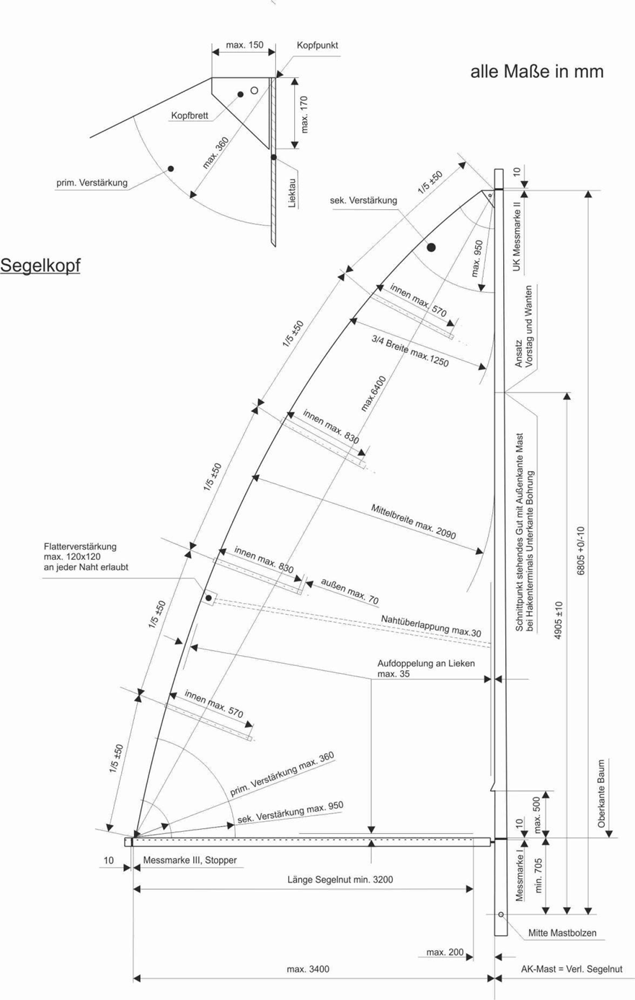 max. 150
Kopfpunkt
alle Maße in mm
Kopfbrett
max. 170
max. 360
prim. Verstärkung
Liektau
Segelkopf
1/5 ±50
10
sek. Verstärkung
UK Messmarke II
max. 950
innen max. 570
Ansatz
Vorstag und Wanten
1/5 ±50
3/4 Breite max.1250
max.6400
innen max. 830
1/5 ±50
Schnittpunkt stehendes Gut mit Außenkante Mast
bei Hakenterminals Unterkante Bohrung
Mittelbreite max. 2090
6805 +0/-10
Flatterverstärkung
max. 120x120
an jeder Naht erlaubt
innen max. 830
außen max. 70
4905 ±10
1/5 ±50
Nahtüberlappung max.30
Aufdoppelung an Lieken
max. 35
innen max. 570
1/5 ±50
prim. Verstärkung max. 360
sek. Verstärkung max. 950
max. 500
Oberkante Baum
10
10
Messmarke III, Stopper
Messmarke I
min. 705
Länge Segelnut min. 3200
Mitte Mastbolzen
max. 200
max. 3400
AK-Mast = Verl. Segelnut